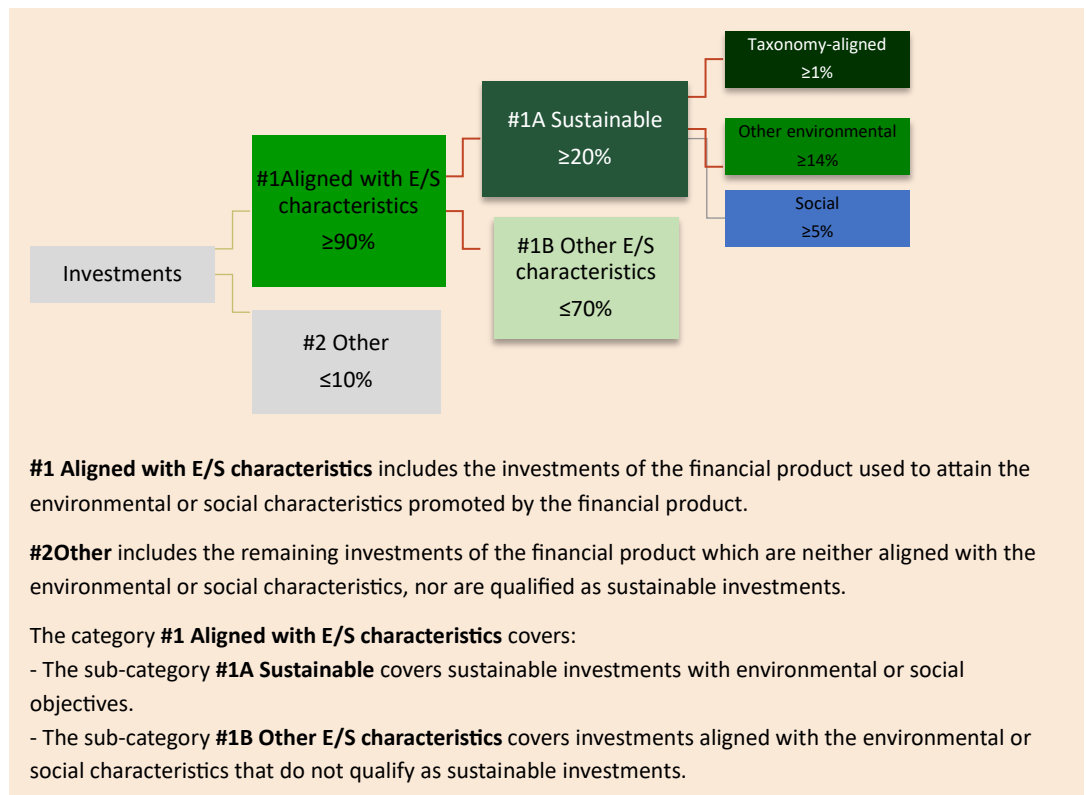 Taxonomy-aligned
≥1%
#1A Sustainable
≥20%
Other environmental
≥14%
#1Aligned with E/S
characteristics
≥90%
Social
≥5%
#1B Other E/S
characteristics
≤70%
Investments
#2 Other
≤10%
#1 Aligned with E/S characteristics includes the investments of the financial product used to attain the
environmental or social characteristics promoted by the financial product.
#2Other includes the remaining investments of the financial product which are neither aligned with the
environmental or social characteristics, nor are qualified as sustainable investments.
The category #1 Aligned with E/S characteristics covers:
- The sub-category #1A Sustainable covers sustainable investments with environmental or social
objectives.
- The sub-category #1B Other E/S characteristics covers investments aligned with the environmental or
social characteristics that do not qualify as sustainable investments.